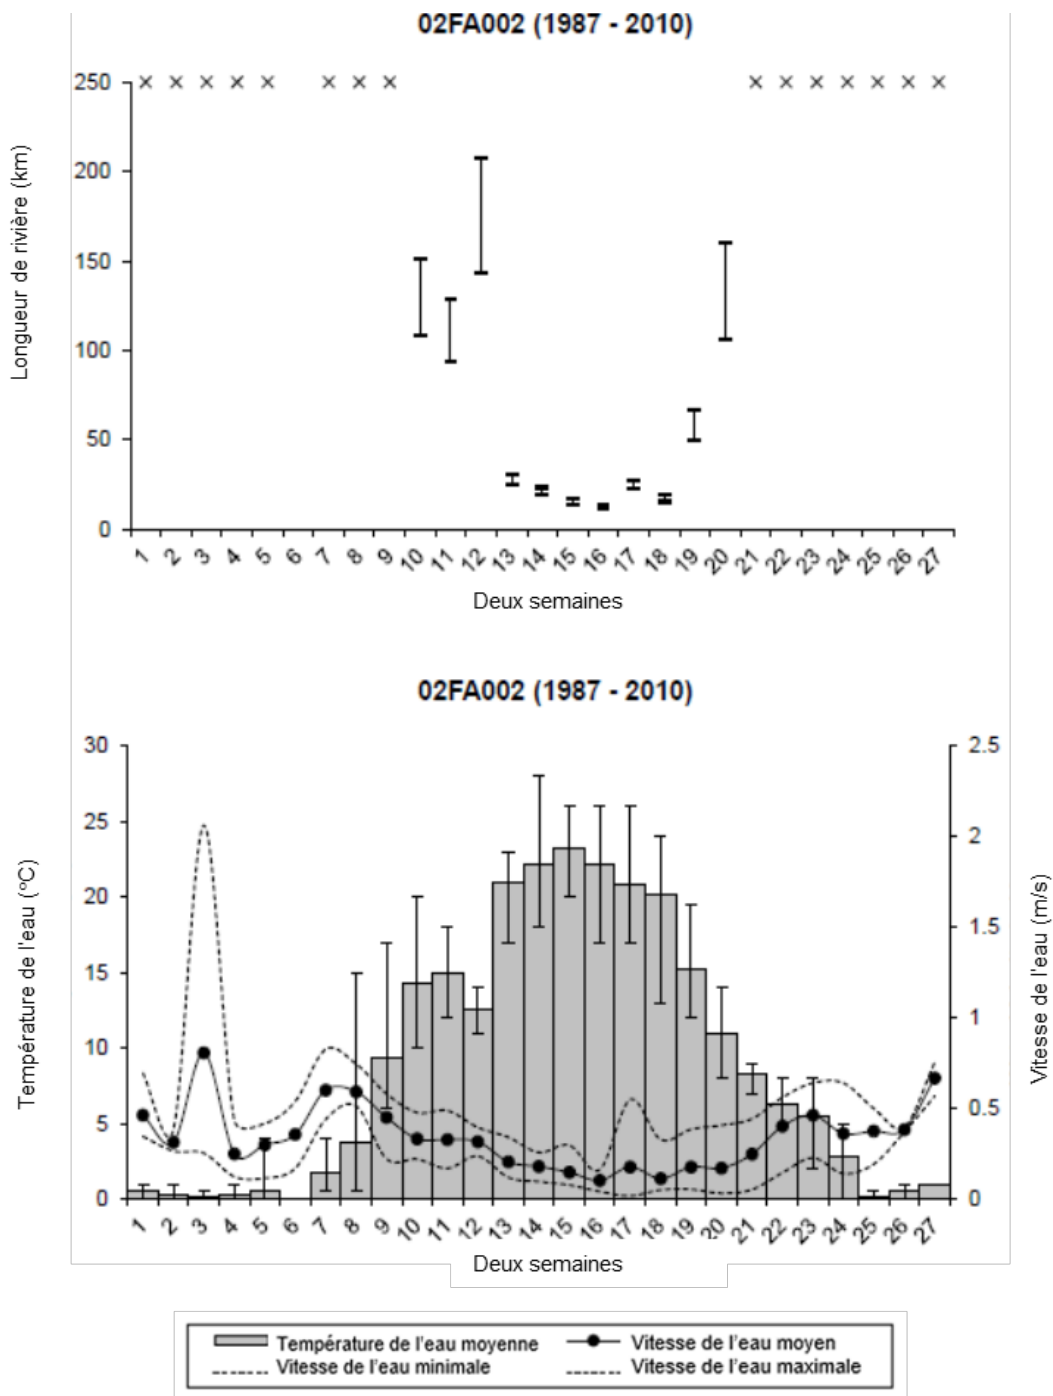 02FA002 (1987 - 2010)
Longueur de rivière (km)
250
200
150
100
50
0
1 2 3 4 5 6 7 8 9 10 11 12 13 14 15 16 17 18 19 20 21 22 23 24 25 26 27
Deux semaines
02FA002 (1987 - 2010)
Température de l'eau (°C)
30
25
20
15
10
5
0
2.5
2
1.5
1
0.5
0
Vitesse de l'eau (m/s)
1 2 3 4 5 6 7 8 9 10 11 12 13 14 15 16 17 18 19 20 21 22 23 24 25 26 27
Deux semaines
Température de l'eau moyenne Vitesse de l'eau moyen
Vitesse de l'eau minimale Vitesse de l'eau maximale